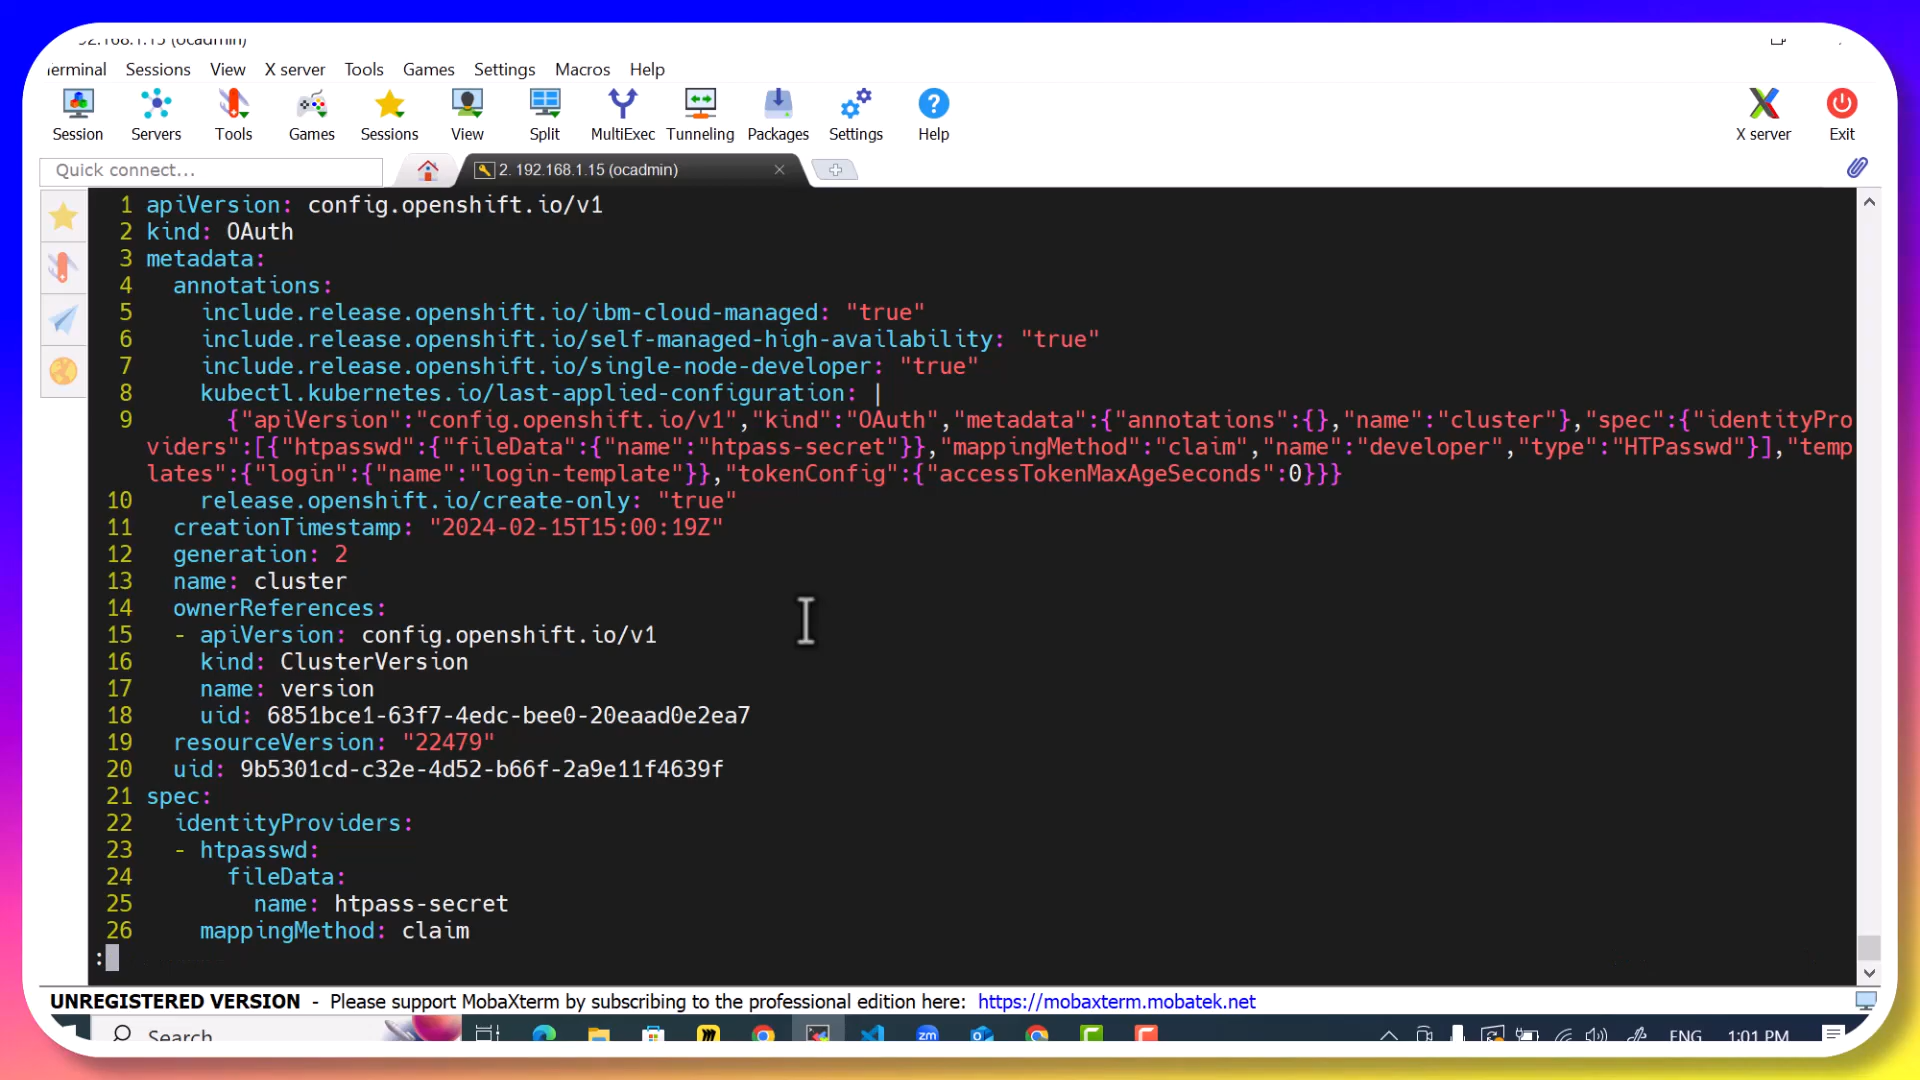 92.168.1.15 (ocadmin)
Terminal Sessions View X server Tools Games Settings Macros Help
Session Servers Tools Games Sessions View Split MultiExec Tunneling Packages Settings Help X server Exit
Quick connect... 2. 192.168.1.15 (ocadmin)
1 apiVersion: config.openshift.io/v1
2 kind: OAuth
3 metadata:
4 annotations:
5 include.release.openshift.io/ibm-cloud-managed: "true"
6 include.release.openshift.io/self-managed-high-availability: "true"
7 include.release.openshift.io/single-node-developer: "true"
8 kubectl.kubernetes.io/last-applied-configuration: |
9 {"apiVersion":"config.openshift.io/v1","kind":"OAuth","metadata":{"annotations":{},"name":"cluster"},"spec":{"identityPro
viders":[{"htpasswd":{"fileData":{"name":"htpass-secret"}},"mappingMethod":"claim","name":"developer","type":"HTPasswd"}],"temp
lates":{"login":{"name":"login-template"}},"tokenConfig":{"accessTokenMaxAgeSeconds":0}}}
10 release.openshift.io/create-only: "true"
11 creationTimestamp: "2024-02-15T15:00:19Z"
12 generation: 2
13 name: cluster
14 ownerReferences:
15 - apiVersion: config.openshift.io/v1
16 kind: ClusterVersion
17 name: version
18 uid: 6851bce1-63f7-4edc-bee0-20eaad0e2ea7
19 resourceVersion: "22479"
20 uid: 9b5301cd-c32e-4d52-b66f-2a9e11f4639f
21 spec:
22 identityProviders:
23 - htpasswd:
24 fileData:
25 name: htpass-secret
26 mappingMethod: claim
:
UNREGISTERED VERSION - Please support MobaXterm by subscribing to the professional edition here: https://mobaxterm.mobatek.net
Search zm ENG 1:01 PM